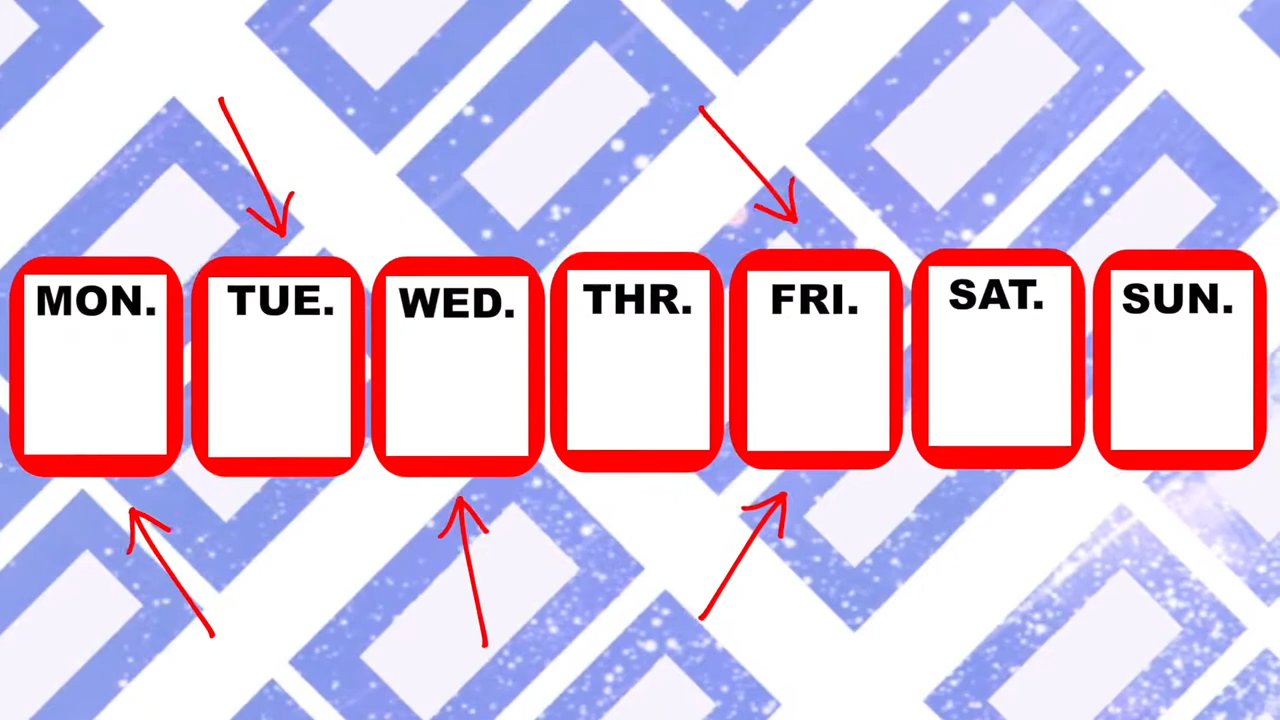 MON.
TUE.
WED.
THR.
FRI.
SAT.
SUN.